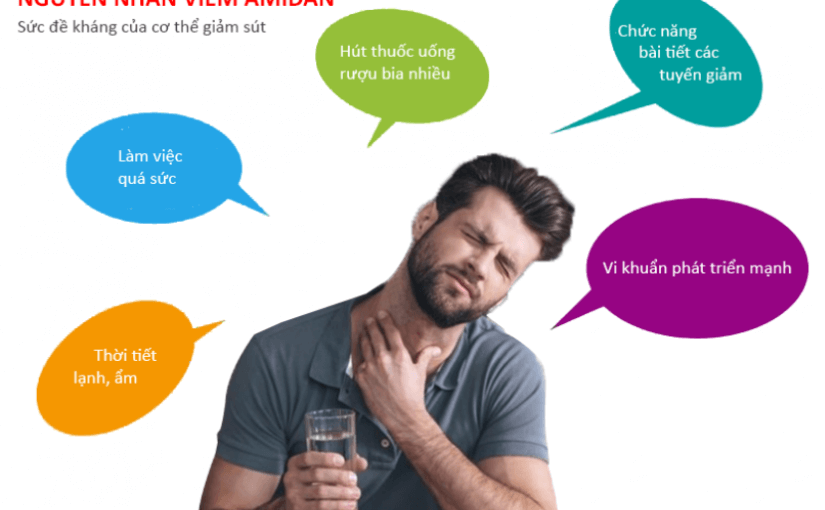 NGUYÊN NHÂN VIÊM AMIDAN
Sức đề kháng của cơ thể giảm sút
Hút thuốc uống
rượu bia nhiều
Chức năng
bài tiết các
tuyến giảm
Làm việc
quá sức
Vi khuẩn phát triển mạnh
Thời tiết
lạnh, ẩm